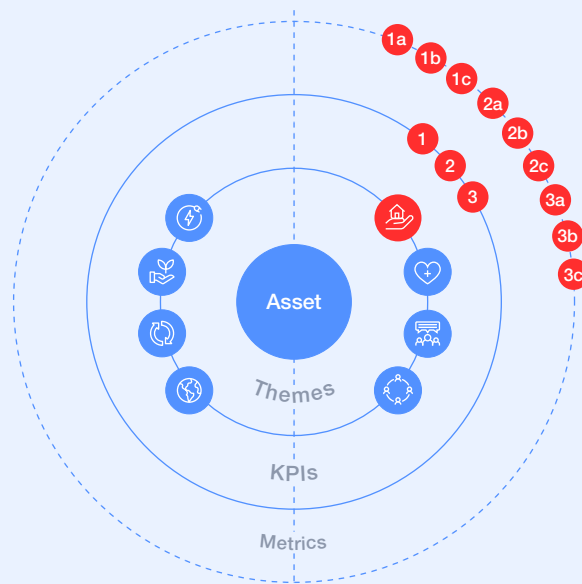 1a
1b
1c
2a
2b
2c
3a
3b
3c
1
2
3
Asset
Themes
KPIs
Metrics